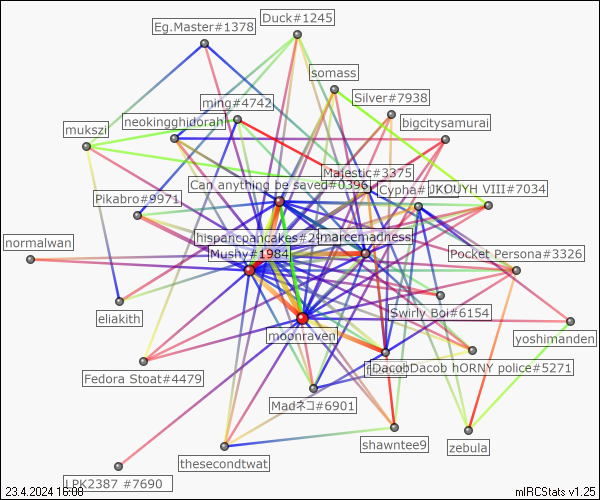 Duck#1245
Eg.Master#1378
somass
Silver#7938
ming#4742
neokingghidorah
bigcitysamurai
mukszi
Majestic#3375
Can anything be saved#0396
Cypha#
JKOUYH VIII#7034
Pikabro#9971
normalwan
hispanicpancakes#2
marcemadness
Mushy#1984
Pocket Persona#3326
eliakith
Swirly Boi#6154
moonraven
yoshimanden
Fedora Stoat#4479
DacobDacob hORNY police#5271
Madネコ#6901
shawntee9
zebula
thesecondtwat
LPK2387 #7690
23.4.2024 16:08
mIRCStats v1.25